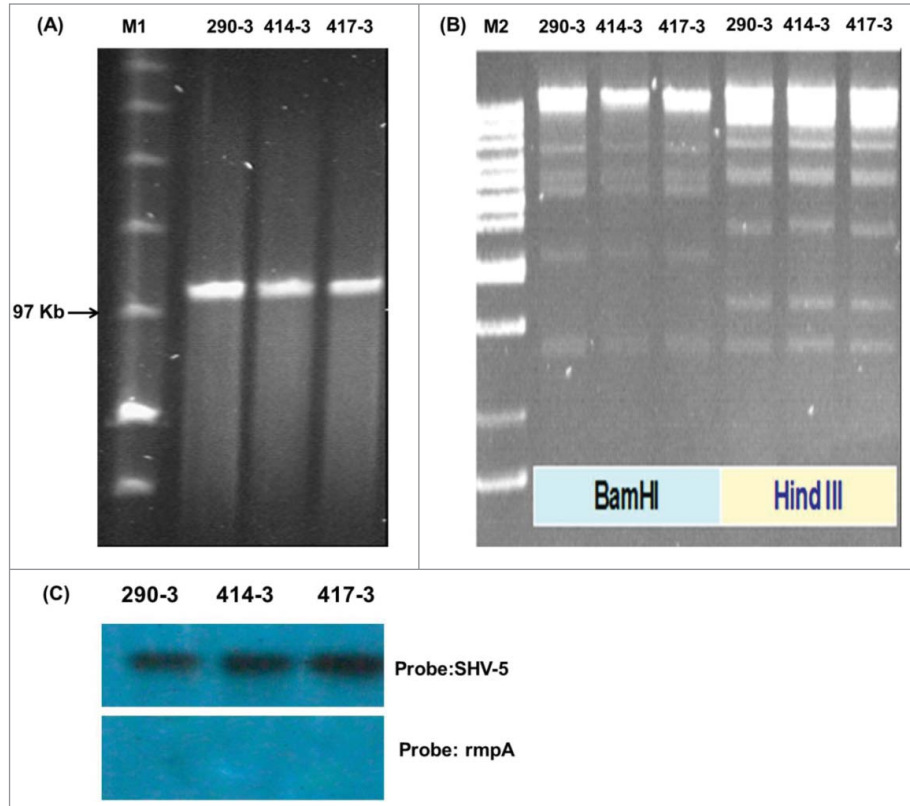 (A) M1 290-3 414-3 417-3
97 Kb
(B) M2 290-3 414-3 417-3 290-3 414-3 417-3
BamHI Hind III
(C) 290-3 414-3 417-3
Probe:SHV-5
Probe: rmpA